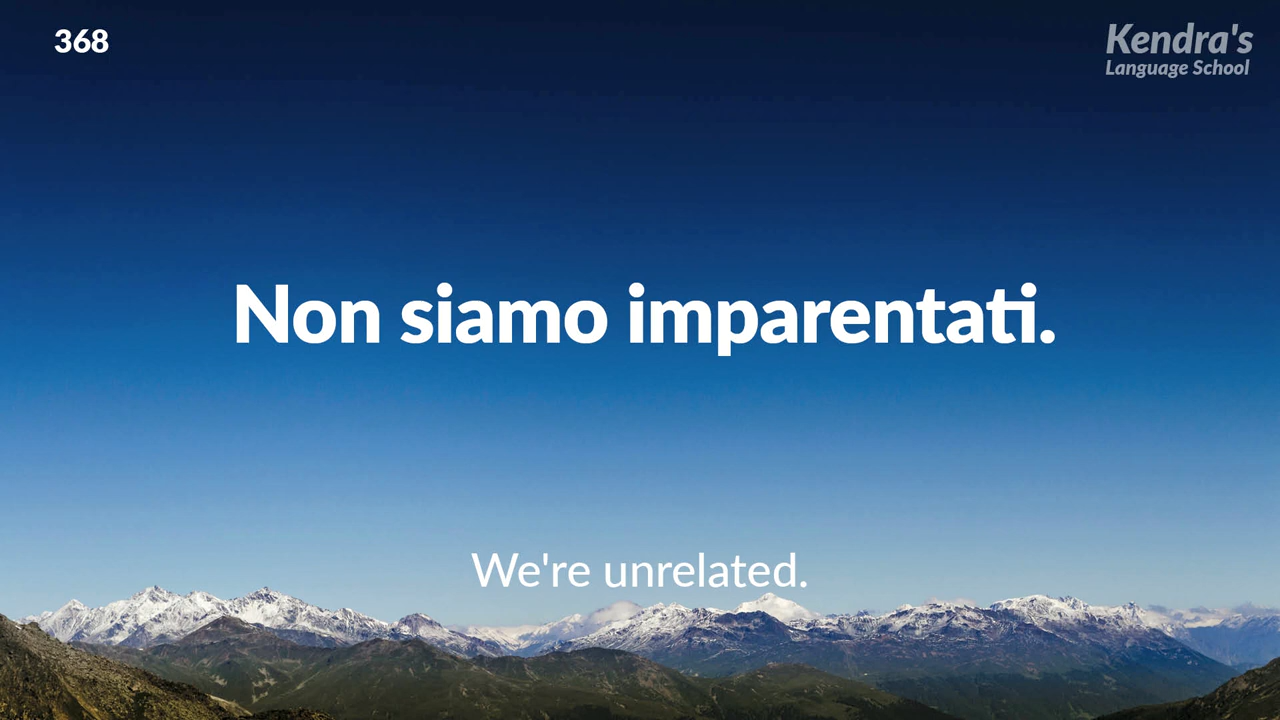 368
Kendra's
Language School
Non siamo imparentati.
We're unrelated.